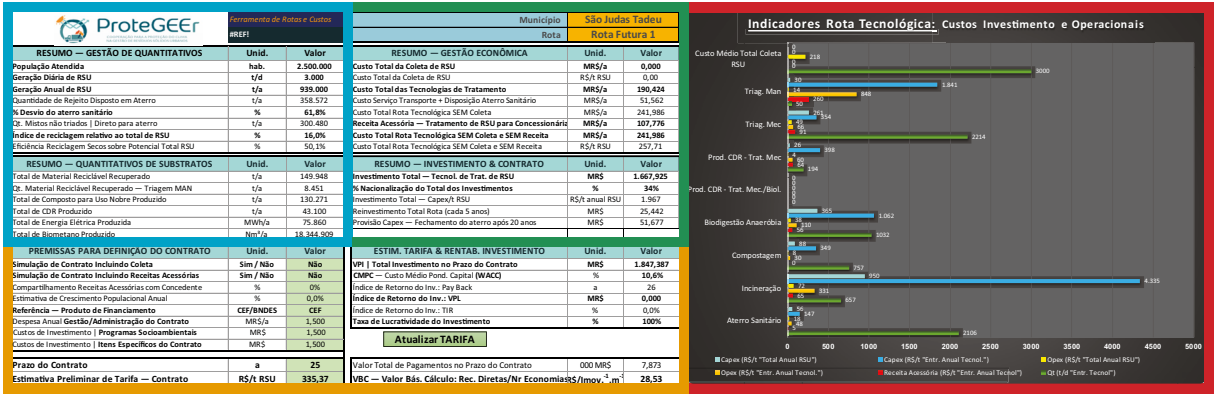 ProteGEEr
Ferramenta de Rotas e Custos
#REF!
Município São Judas Tadeu
Rota Rota Futura 1
RESUMO — GESTÃO DE QUANTITATIVOS Unid. Valor
População Atendida hab. 2.500.000
Geração Diária de RSU t/d 3.000
Geração Anual de RSU t/a 939.000
Quantidade de Rejeito Disposto em Aterro t/a 358.572
% Desvio do aterro sanitário % 61,8%
Qt. Mistos não triados | Direto para aterro t/a 300.480
Índice de reciclagem relativo ao total de RSU % 16,0%
Eficiência Reciclagem Secos sobre Potencial Total RSU % 50,1%
RESUMO — QUANTITATIVOS DE SUBSTRATOS Unid. Valor
Total de Material Reciclável Recuperado t/a 149.948
Qt. Material Reciclável Recuperado — Triagem MAN t/a 8.451
Total de Composto para Uso Nobre Produzido t/a 130.271
Total de CDR Produzido t/a 43.100
Total de Energia Elétrica Produzida MWh/a 75.860
Total de Biometano Produzido Nm³/a 18.344.909
RESUMO — GESTÃO ECONÔMICA Unid. Valor
Custo Total da Coleta de RSU MR$/a 0,000
Custo Total da Coleta de RSU R$/t RSU 0,00
Custo Total das Tecnologias de Tratamento MR$/a 190,424
Custo Serviço Transporte + Disposição Aterro Sanitário MR$/a 51,562
Custo Total Rota Tecnológica SEM Coleta MR$/a 241,986
Receita Acessória — Tratamento de RSU para Concessionária MR$/a 107,776
Custo Total Rota Tecnológica SEM Coleta e SEM Receita MR$/a 241,986
Custo Total Rota Tecnológica SEM Coleta e SEM Receita R$/t RSU 257,71
RESUMO — INVESTIMENTO & CONTRATO Unid. Valor
Investimento Total — Tecnol. de Trat. de RSU MR$ 1.667,925
% Nacionalização do Total dos Investimentos % 34%
Investimento Total — Capex/t RSU R$/t anual RSU 1.967
Reinvestimento Total Rota (cada 5 anos) MR$ 25,442
Provisão Capex — Fechamento do aterro após 20 anos MR$ 51,677
PREMISSAS PARA DEFINIÇÃO DO CONTRATO Unid. Valor
Simulação de Contrato Incluindo Coleta Sim / Não Não
Simulação de Contrato Incluindo Receitas Acessórias Sim / Não Não
Compartilhamento Receitas Acessórias com Concedente % 0%
Estimativa de Crescimento Populacional Anual % 0,0%
Referência — Produto de Financiamento CEF/BNDES CEF
Despesa Anual Gestão/Administração do Contrato MR$/a 1,500
Custos de Investimento | Programas Socioambientais MR$ 1,500
Custos de Investimento | Itens Específicos do Contrato MR$ 1,500
Prazo do Contrato a 25
Estimativa Preliminar de Tarifa — Contrato R$/t RSU 335,37
ESTIM. TARIFA & RENTAB. INVESTIMENTO Unid. Valor
VPI | Total Investimento no Prazo do Contrato MR$ 1.847,387
CMPC — Custo Médio Pond. Capital (WACC) % 10,6%
Índice de Retorno do Inv.: Pay Back a 26
Índice de Retorno do Inv.: VPL MR$ 0,000
Índice de Retorno do Inv.: TIR % 0,0%
Taxa de Lucratividade do Investimento % 100%
Atualizar TARIFA
Valor Total de Pagamentos no Prazo do Contrato 000 MR$ 7,873
VBC — Valor Bás. Cálculo: Rec. Diretas/Nr Economias R$/Imov.-1.m-1 28,53
Indicadores Rota Tecnológica: Custos Investimento e Operacionais
Custo Médio Total Coleta RSU
0
0
218
0
0
3000
Triag. Man
30
1.841
14
848
260
50
Triag. Mec
261
354
49
68
91
2214
Prod. CDR - Trat. Mec
26
398
4
60
64
194
Prod. CDR - Trat. Mec./Biol.
0
0
0
0
0
0
Biodigestão Anaeróbia
365
1.062
38
110
56
1032
Compostagem
88
349
8
30
0
757
Incineração
950
4.335
72
331
65
657
Aterro Sanitário
56
147
18
48
5
2106
0 500 1000 1500 2000 2500 3000 3500 4000 4500 5000
Capex (R$/t "Total Anual RSU") Capex (R$/t "Entr. Anual Tecnol.") Opex (R$/t "Total Anual RSU")
Opex (R$/t "Entr. Anual Tecnol.") Receita Acessória (R$/t "Entr. Anual Tecnol") Qt (t/d "Entr. Tecnol")